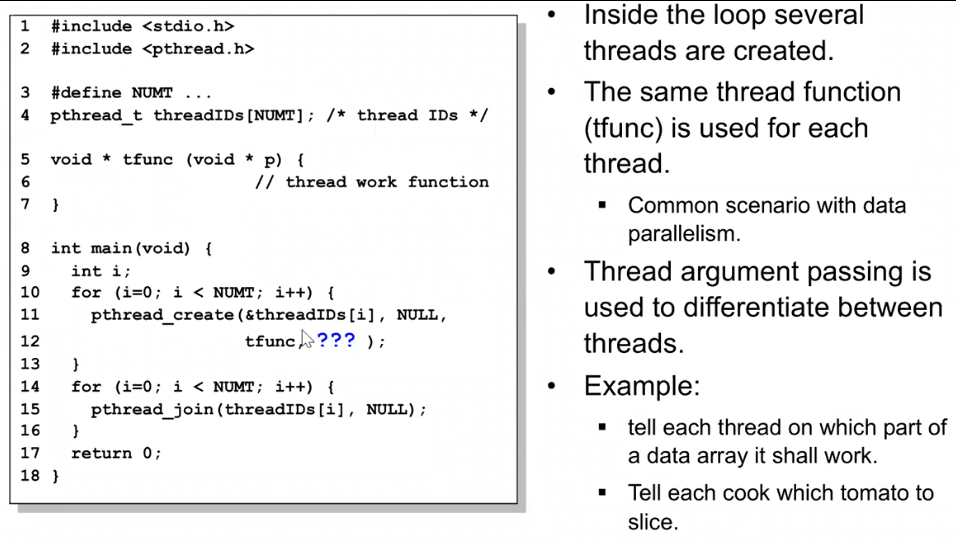 1  #include <stdio.h>
2  #include <pthread.h>
3  #define NUMT ...
4  pthread_t threadIDs[NUMT]; /* thread IDs */
5  void * tfunc (void * p) {
6                    // thread work function
7  }
8  int main(void) {
9    int i;
10   for (i=0; i < NUMT; i++) {
11     pthread_create(&threadIDs[i], NULL,
12                    tfunc, ??? );
13   }
14   for (i=0; i < NUMT; i++) {
15     pthread_join(threadIDs[i], NULL);
16   }
17   return 0;
18 }
• Inside the loop several
threads are created.
• The same thread function
(tfunc) is used for each
thread.
▪ Common scenario with data
parallelism.
• Thread argument passing is
used to differentiate between
threads.
• Example:
▪ tell each thread on which part of
a data array it shall work.
▪ Tell each cook which tomato to
slice.